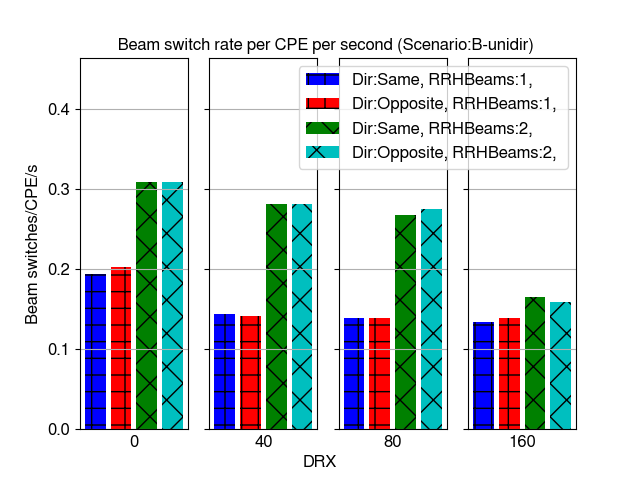 Beam switch rate per CPE per second (Scenario:B-unidir)
Dir:Same, RRHBeams:1,
Dir:Opposite, RRHBeams:1,
Dir:Same, RRHBeams:2,
Dir:Opposite, RRHBeams:2,
Beam switches/CPE/s
0.4
0.3
0.2
0.1
0.0
0 40 80 160
DRX